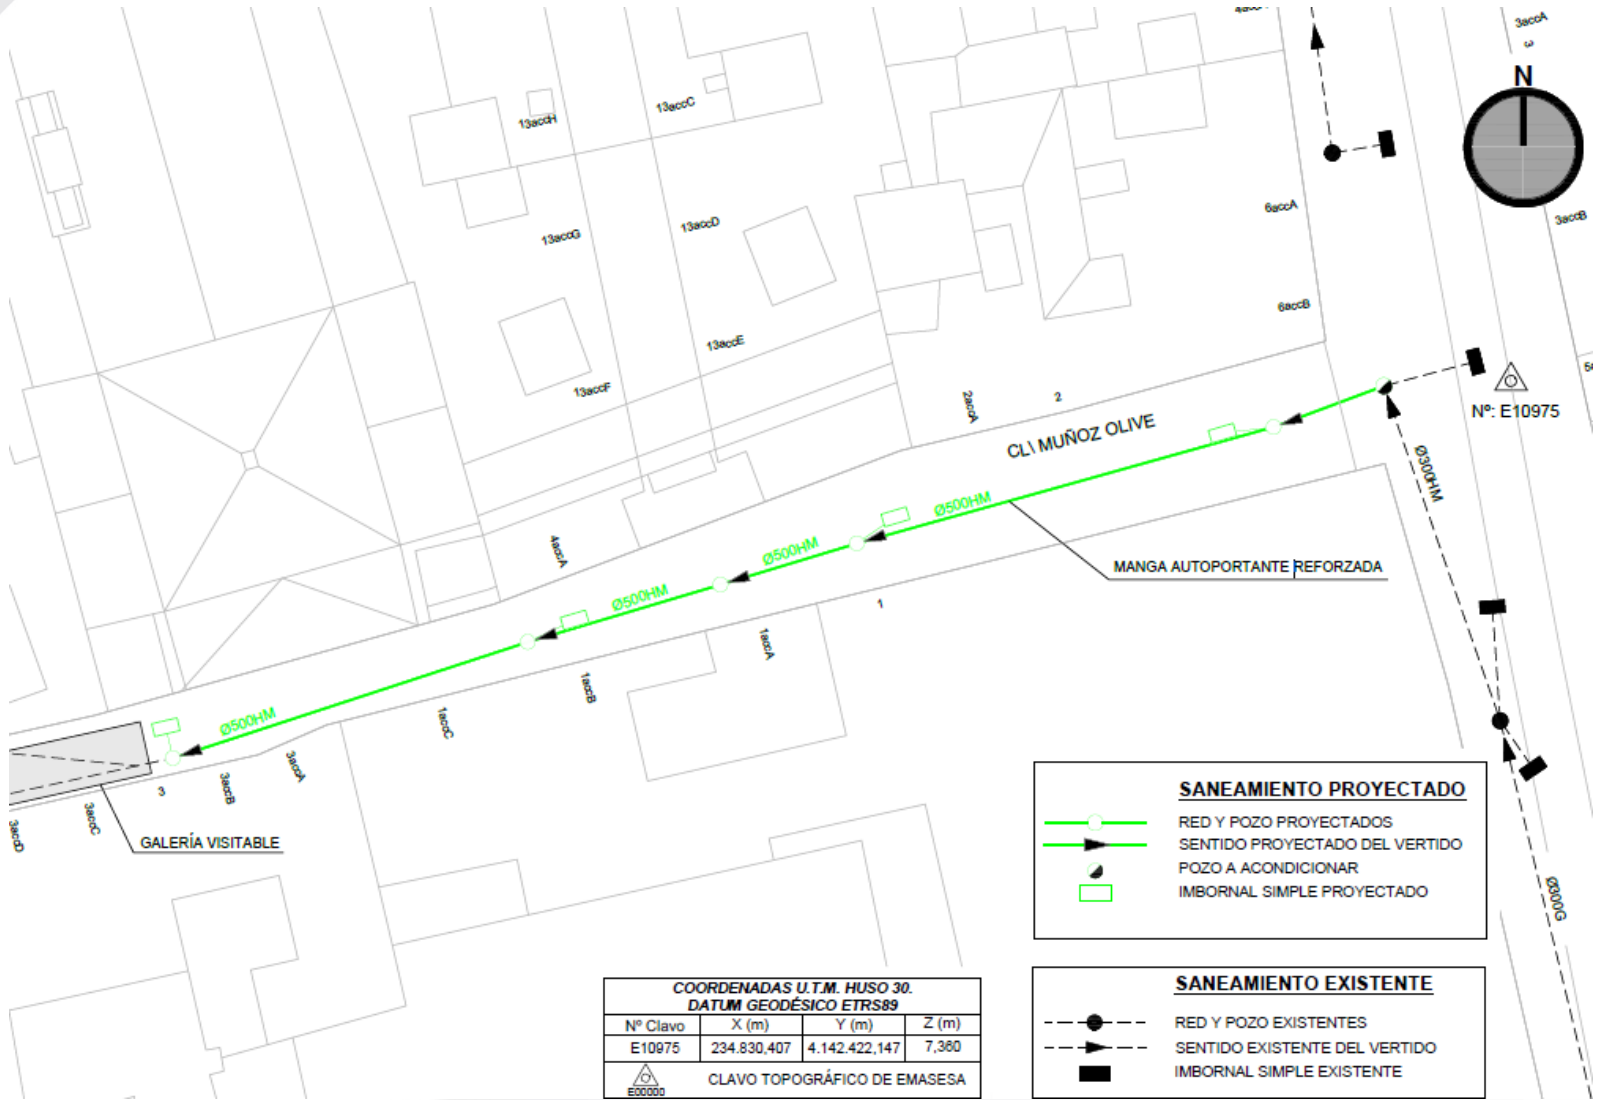 3accA
3
N
13accH
13accC
6accA
3accB
13accG
13accD
6accB
13accE
13accF
2accA
2
Nº: E10975
CL\ MUÑOZ OLIVE
Ø300HM
Ø500HM
Ø500HM
4accA
MANGA AUTOPORTANTE REFORZADA
Ø500HM
1
1accA
1accB
1accC
Ø500HM
3accA
3accB
3
3accC
3accD
GALERÍA VISITABLE
SANEAMIENTO PROYECTADO
RED Y POZO PROYECTADOS
SENTIDO PROYECTADO DEL VERTIDO
POZO A ACONDICIONAR
IMBORNAL SIMPLE PROYECTADO
Ø300G
COORDENADAS U.T.M. HUSO 30.
DATUM GEODÉSICO ETRS89
Nº Clavo X (m) Y (m) Z (m)
E10975 234.830,407 4.142.422,147 7,360
E00000 CLAVO TOPOGRÁFICO DE EMASESA
SANEAMIENTO EXISTENTE
RED Y POZO EXISTENTES
SENTIDO EXISTENTE DEL VERTIDO
IMBORNAL SIMPLE EXISTENTE